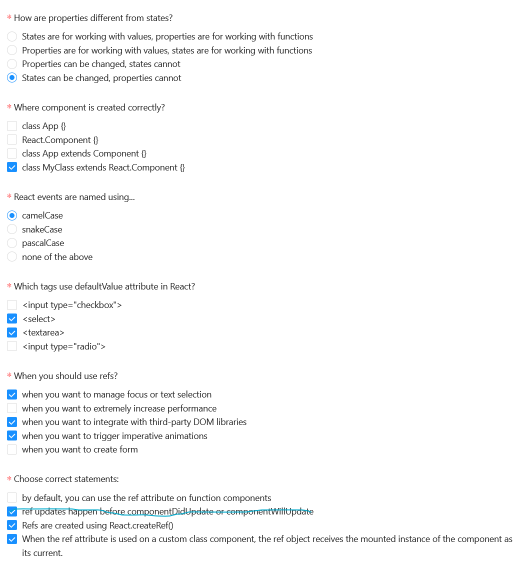 * How are properties different from states?
States are for working with values, properties are for working with functions
Properties are for working with values, states are for working with functions
Properties can be changed, states cannot
States can be changed, properties cannot
* Where component is created correctly?
class App {}
React.Component {}
class App extends Component {}
class MyClass extends React.Component {}
* React events are named using...
camelCase
snakeCase
pascalCase
none of the above
* Which tags use defaultValue attribute in React?
<input type="checkbox">
<select>
<textarea>
<input type="radio">
* When you should use refs?
when you want to manage focus or text selection
when you want to extremely increase performance
when you want to integrate with third-party DOM libraries
when you want to trigger imperative animations
when you want to create form
* Choose correct statements:
by default, you can use the ref attribute on function components
ref updates happen before componentDidUpdate or componentWillUpdate
Refs are created using React.createRef()
When the ref attribute is used on a custom class component, the ref object receives the mounted instance of the component as
its current.